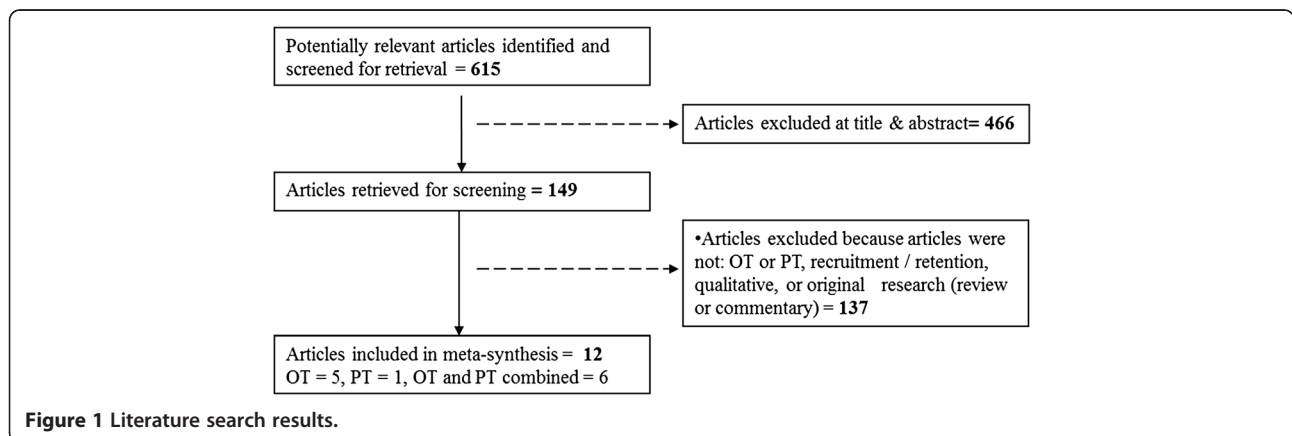 Potentially relevant articles identified and
screened for retrieval = 615
Articles excluded at title & abstract= 466
Articles retrieved for screening = 149
•Articles excluded because articles were
not: OT or PT, recruitment / retention,
qualitative, or original research (review
or commentary) = 137
Articles included in meta-synthesis = 12
OT = 5, PT = 1, OT and PT combined = 6
Figure 1 Literature search results.